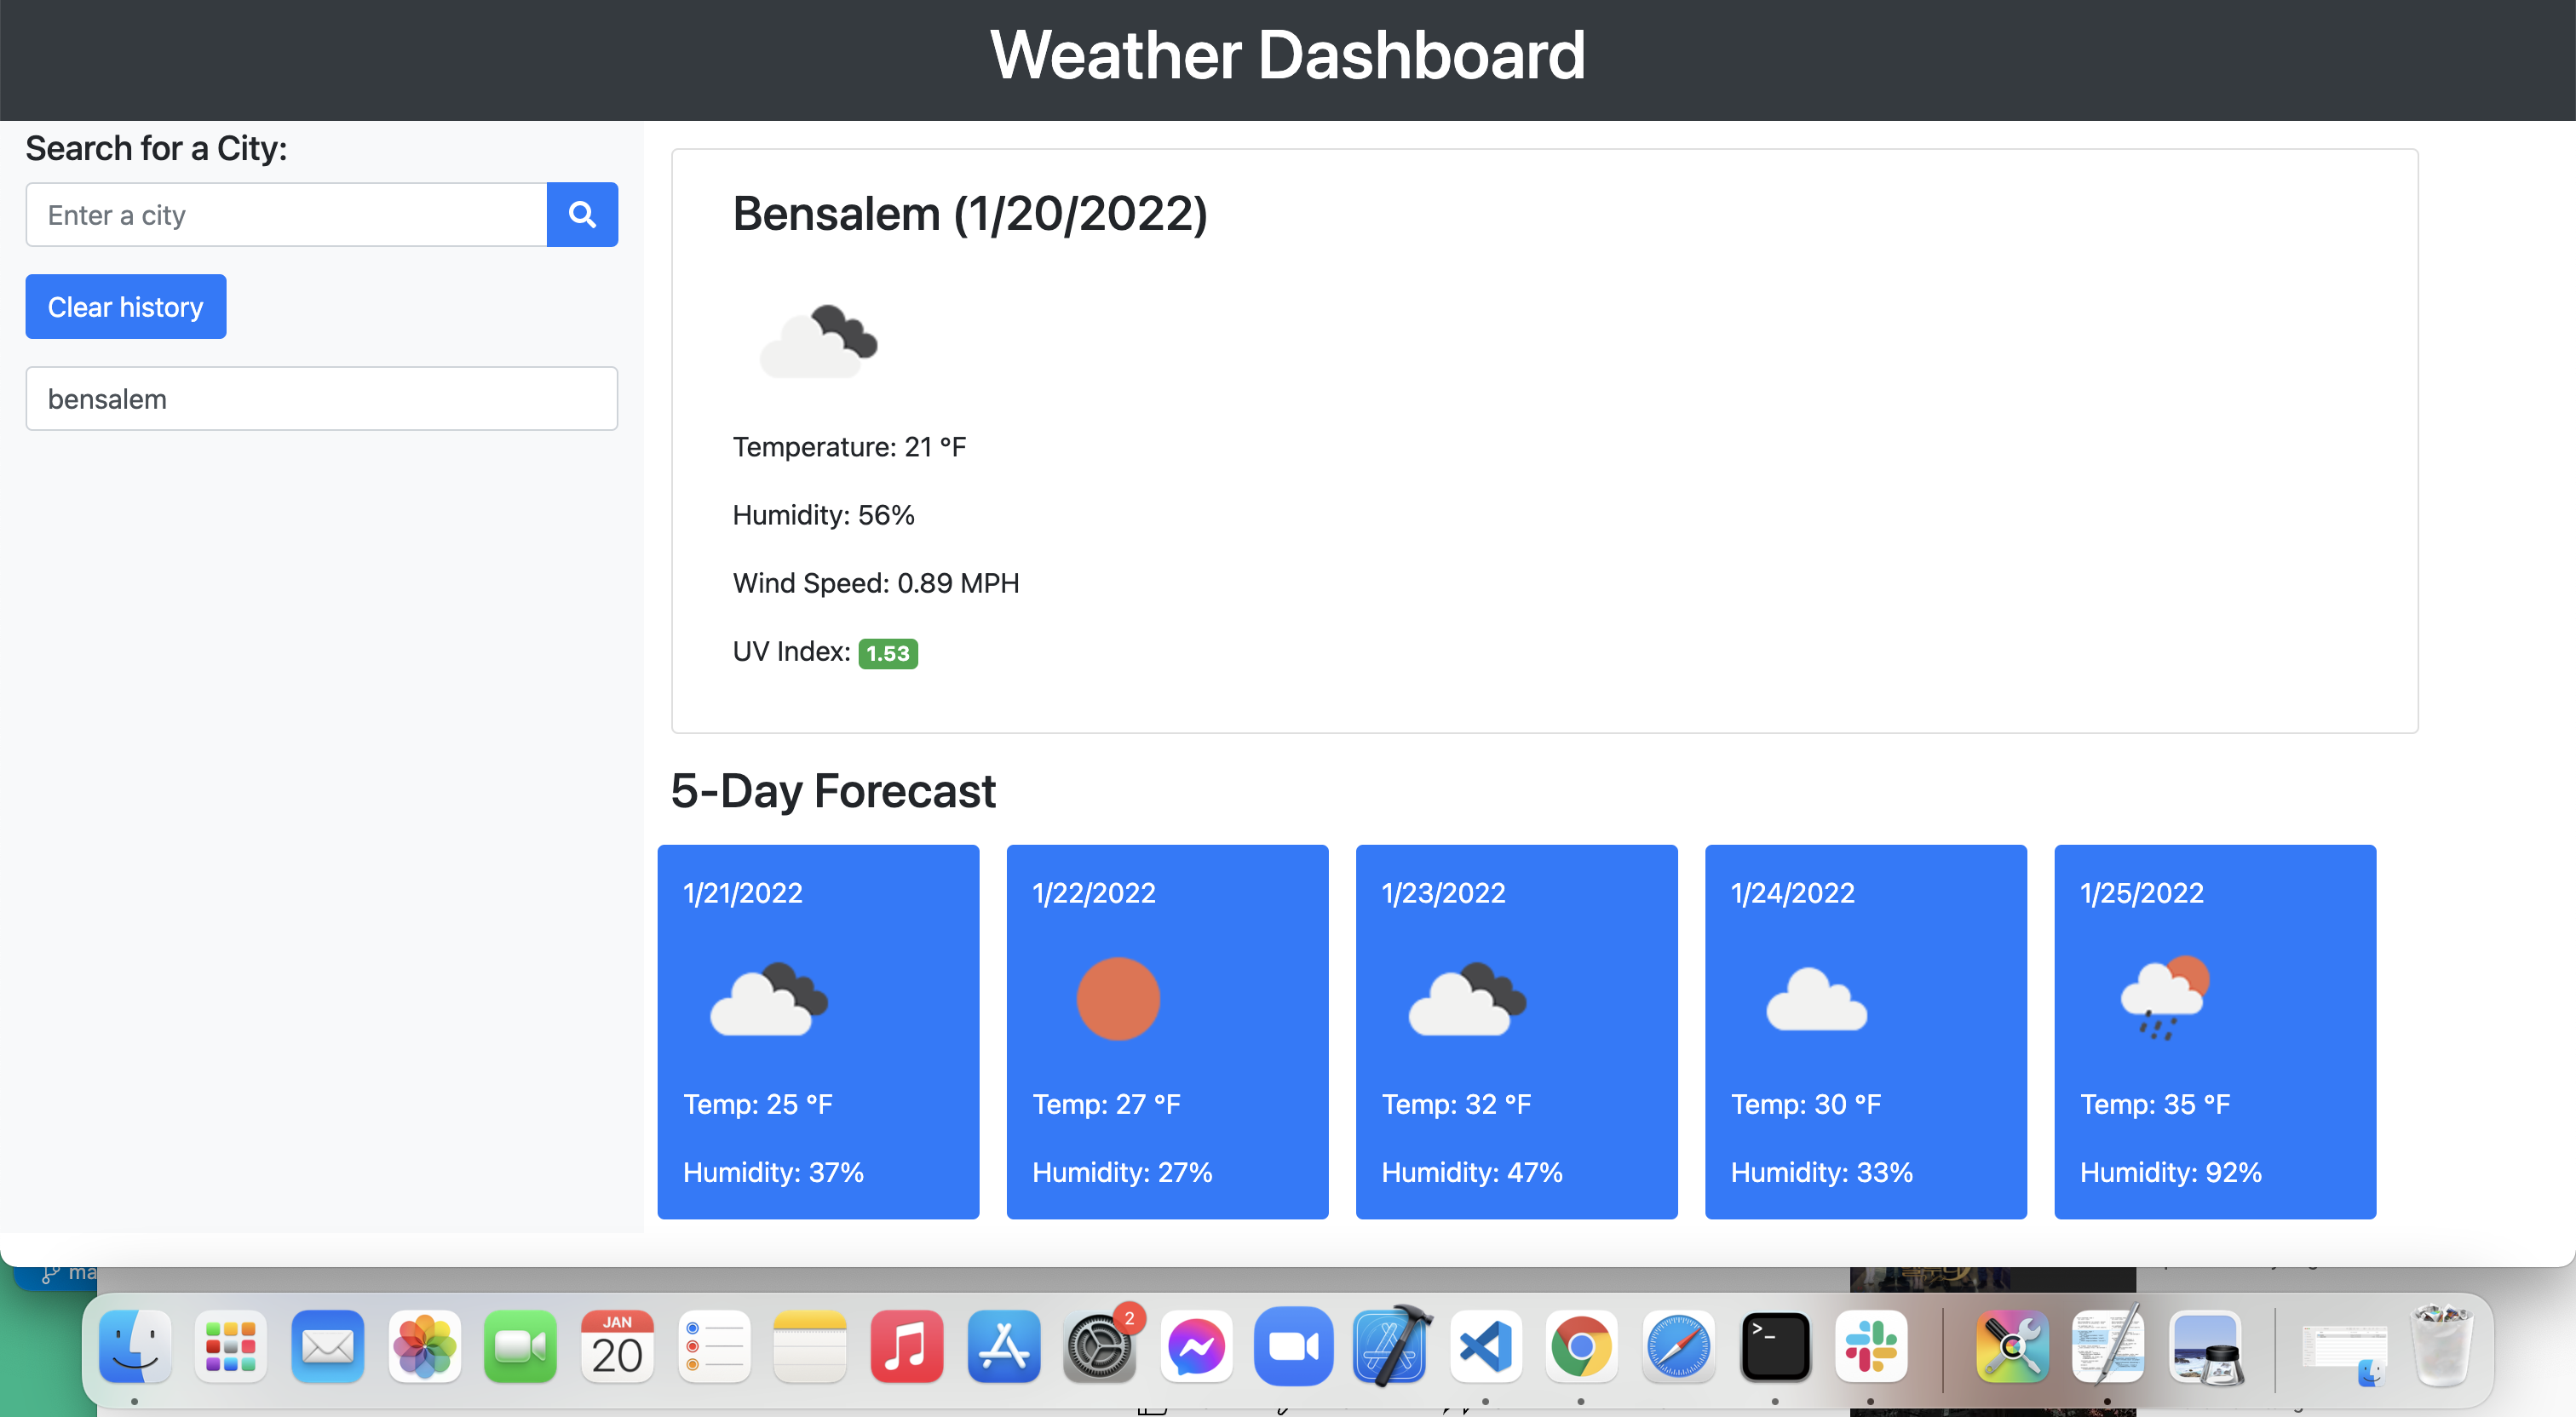 Weather Dashboard
Search for a City:
Enter a city
Clear history
bensalem
Bensalem (1/20/2022)
Temperature: 21 °F
Humidity: 56%
Wind Speed: 0.89 MPH
UV Index: 1.53
5-Day Forecast
1/21/2022
Temp: 25 °F
Humidity: 37%
1/22/2022
Temp: 27 °F
Humidity: 27%
1/23/2022
Temp: 32 °F
Humidity: 47%
1/24/2022
Temp: 30 °F
Humidity: 33%
1/25/2022
Temp: 35 °F
Humidity: 92%
ma
JAN
20
2
>_